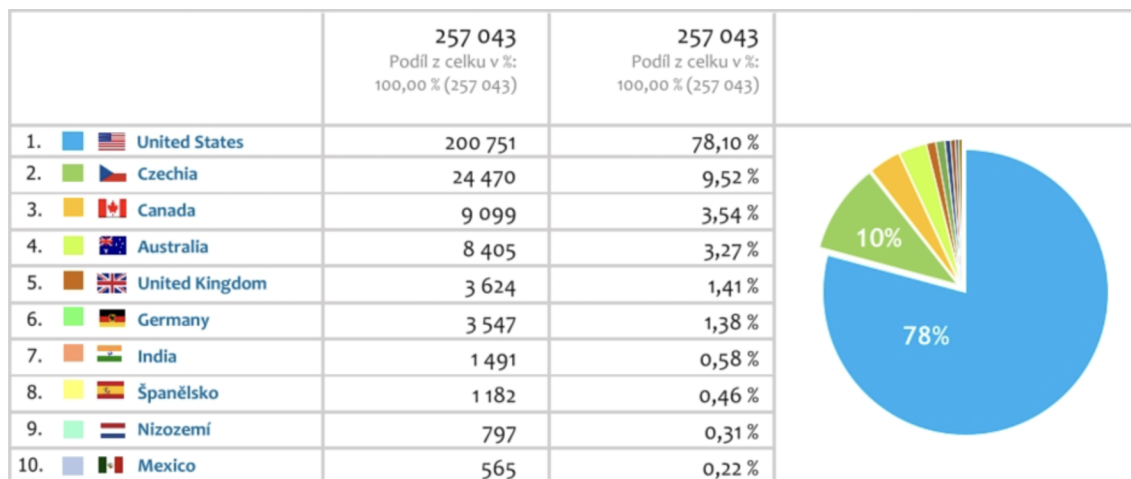 257 043 257 043
Podíl z celku v %: Podíl z celku v %:
100,00 % (257 043) 100,00 % (257 043)
1. United States 200 751 78,10 %
2. Czechia 24 470 9,52 %
3. Canada 9 099 3,54 %
4. Australia 8 405 3,27 %
5. United Kingdom 3 624 1,41 %
6. Germany 3 547 1,38 %
7. India 1 491 0,58 %
8. Španělsko 1 182 0,46 %
9. Nizozemí 797 0,31 %
10. Mexico 565 0,22 %
10%
78%